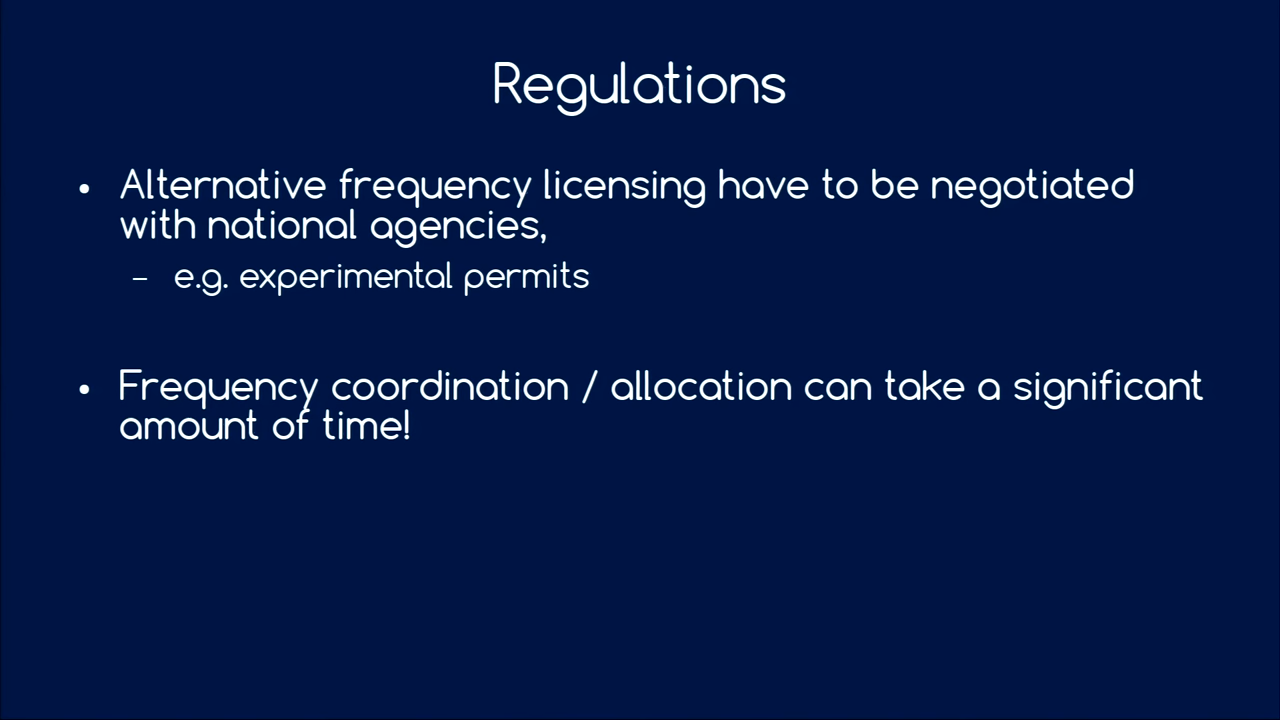 Regulations
• Alternative frequency licensing have to be negotiated
with national agencies,
– e.g. experimental permits
• Frequency coordination / allocation can take a significant
amount of time!